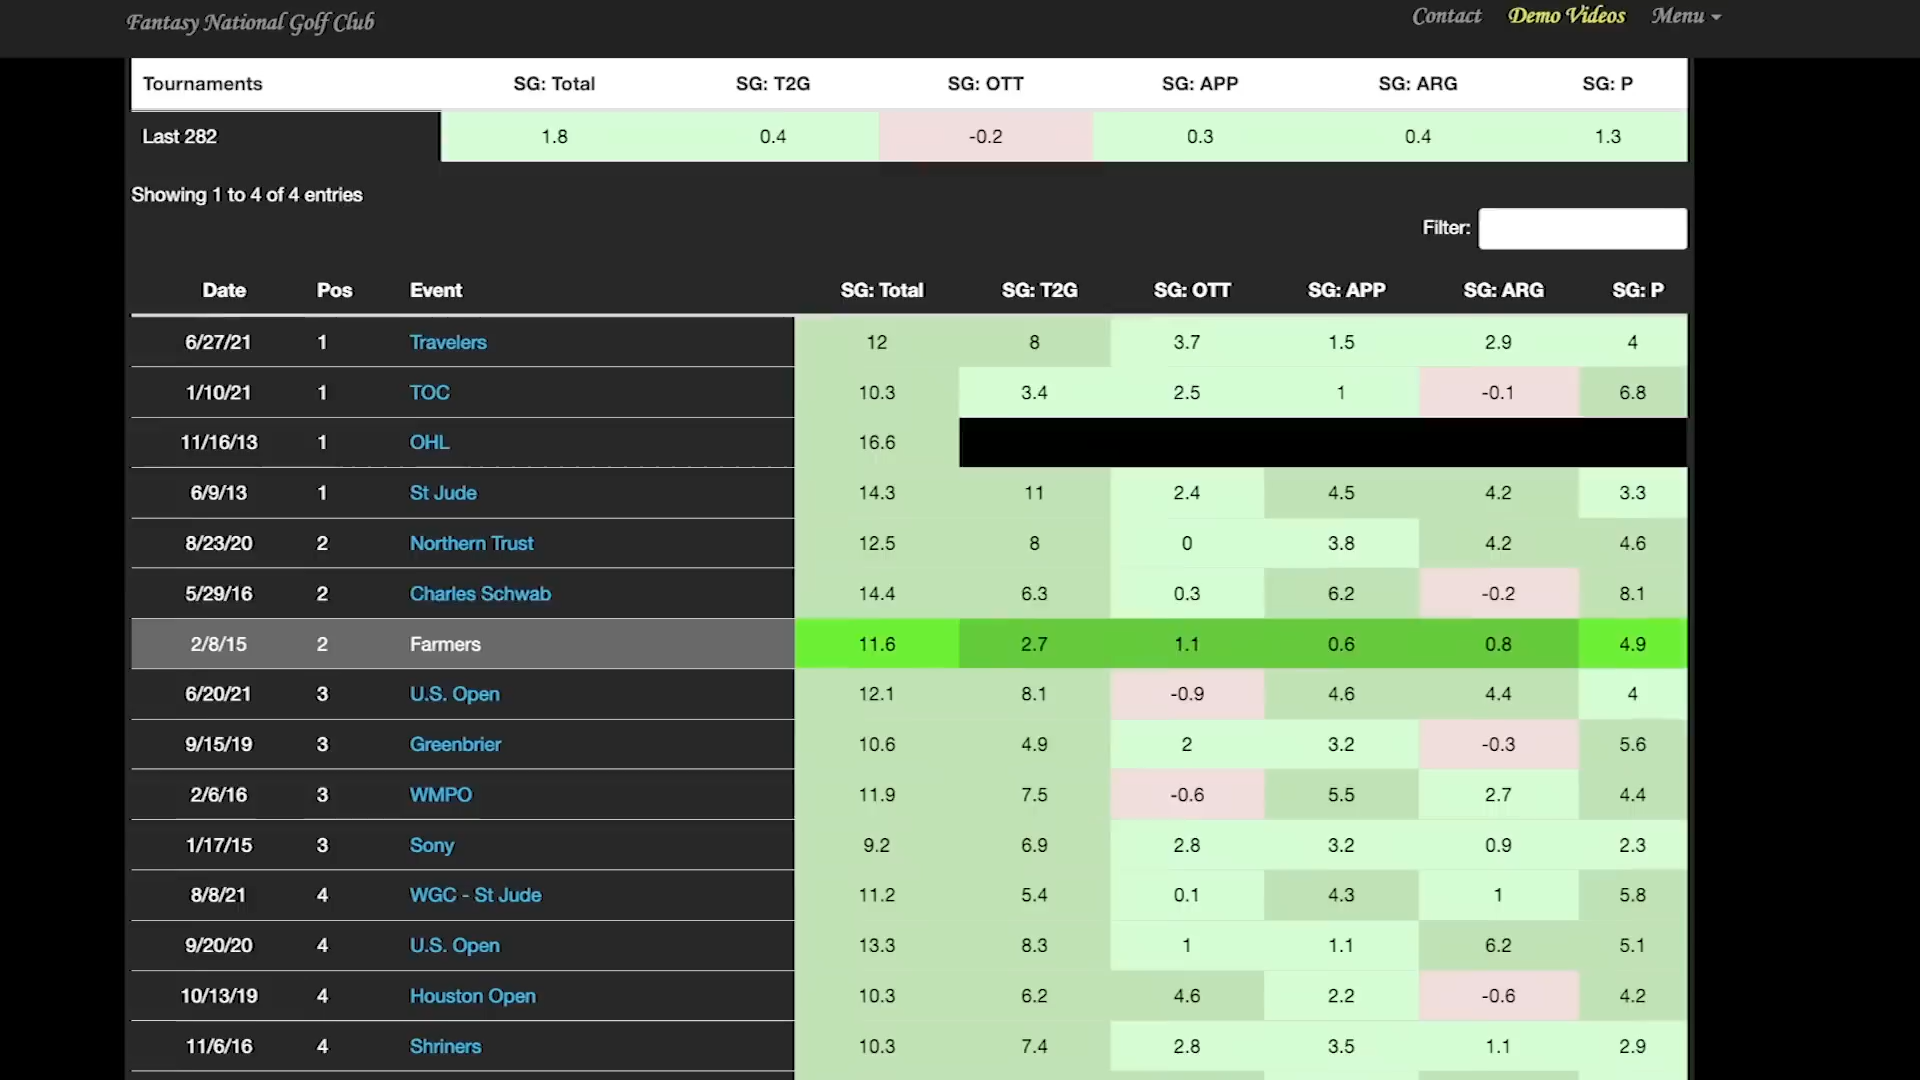 Fantasy National Golf Club Contact Demo Videos Menu
Tournaments SG: Total SG: T2G SG: OTT SG: APP SG: ARG SG: P
Last 282 1.8 0.4 -0.2 0.3 0.4 1.3
Showing 1 to 4 of 4 entries
Filter:
Date Pos Event SG: Total SG: T2G SG: OTT SG: APP SG: ARG SG: P
6/27/21 1 Travelers 12 8 3.7 1.5 2.9 4
1/10/21 1 TOC 10.3 3.4 2.5 1 -0.1 6.8
11/16/13 1 OHL 16.6
6/9/13 1 St Jude 14.3 11 2.4 4.5 4.2 3.3
8/23/20 2 Northern Trust 12.5 8 0 3.8 4.2 4.6
5/29/16 2 Charles Schwab 14.4 6.3 0.3 6.2 -0.2 8.1
2/8/15 2 Farmers 11.6 2.7 1.1 0.6 0.8 4.9
6/20/21 3 U.S. Open 12.1 8.1 -0.9 4.6 4.4 4
9/15/19 3 Greenbrier 10.6 4.9 2 3.2 -0.3 5.6
2/6/16 3 WMPO 11.9 7.5 -0.6 5.5 2.7 4.4
1/17/15 3 Sony 9.2 6.9 2.8 3.2 0.9 2.3
8/8/21 4 WGC - St Jude 11.2 5.4 0.1 4.3 1 5.8
9/20/20 4 U.S. Open 13.3 8.3 1 1.1 6.2 5.1
10/13/19 4 Houston Open 10.3 6.2 4.6 2.2 -0.6 4.2
11/6/16 4 Shriners 10.3 7.4 2.8 3.5 1.1 2.9